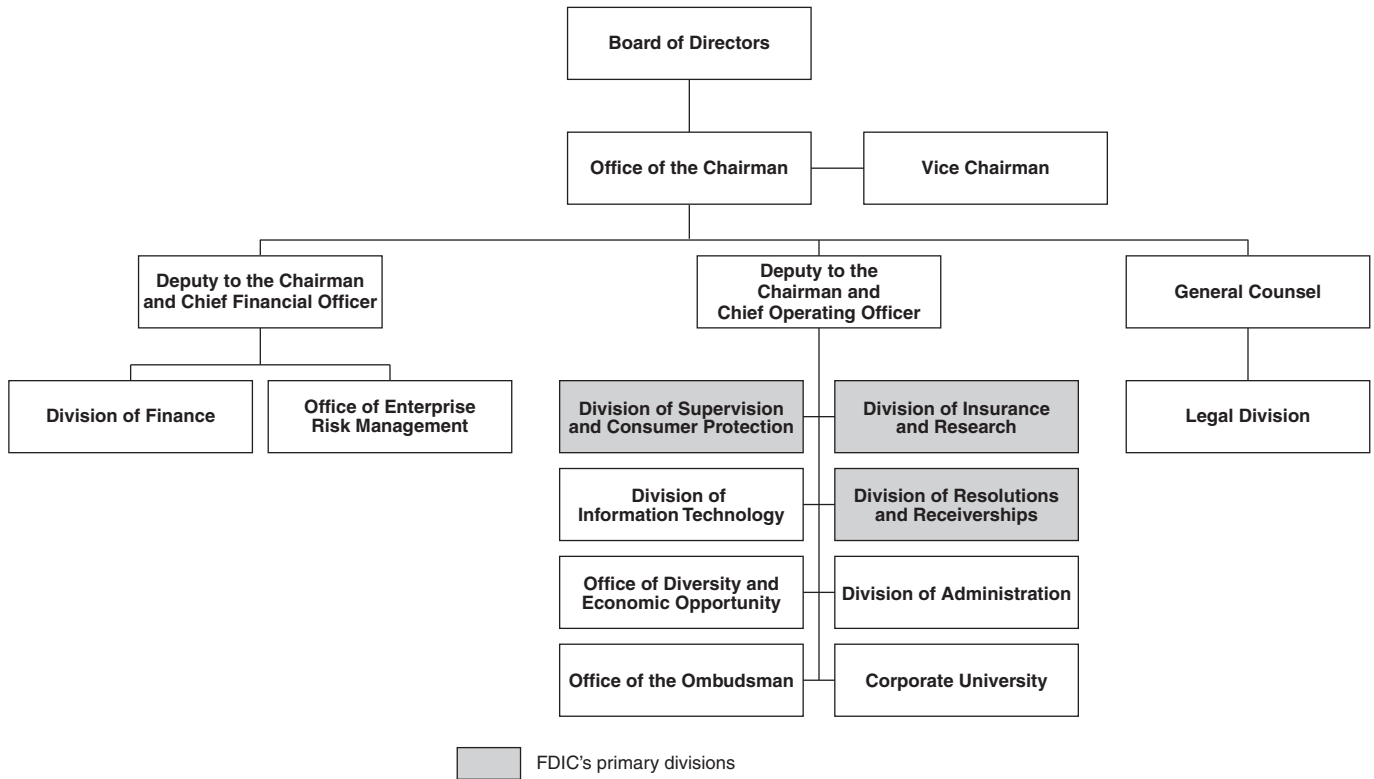 Board of Directors
Office of the Chairman
Vice Chairman
Deputy to the Chairman
and Chief Financial Officer
Deputy to the
Chairman and
Chief Operating Officer
General Counsel
Division of Finance
Office of Enterprise
Risk Management
Division of Supervision
and Consumer Protection
Division of Insurance
and Research
Legal Division
Division of
Information Technology
Division of Resolutions
and Receiverships
Office of Diversity and
Economic Opportunity
Division of Administration
Office of the Ombudsman
Corporate University
FDIC's primary divisions